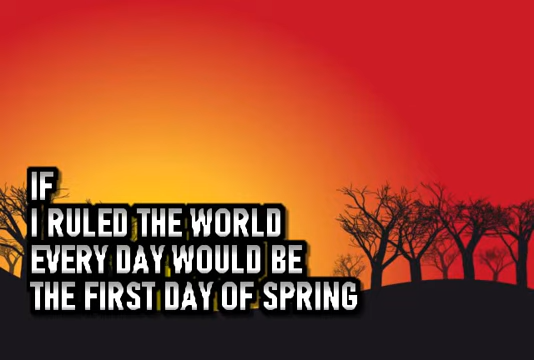 IF
I RULED THE WORLD
EVERY DAY WOULD BE
THE FIRST DAY OF SPRING